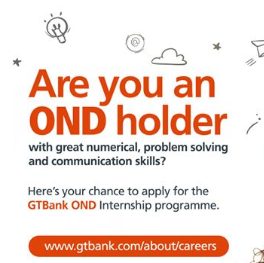 Are you an
OND holder
with great numerical, problem solving
and communication skills?
Here's your chance to apply for the
GTBank OND Internship programme.
www.gtbank.com/about/careers